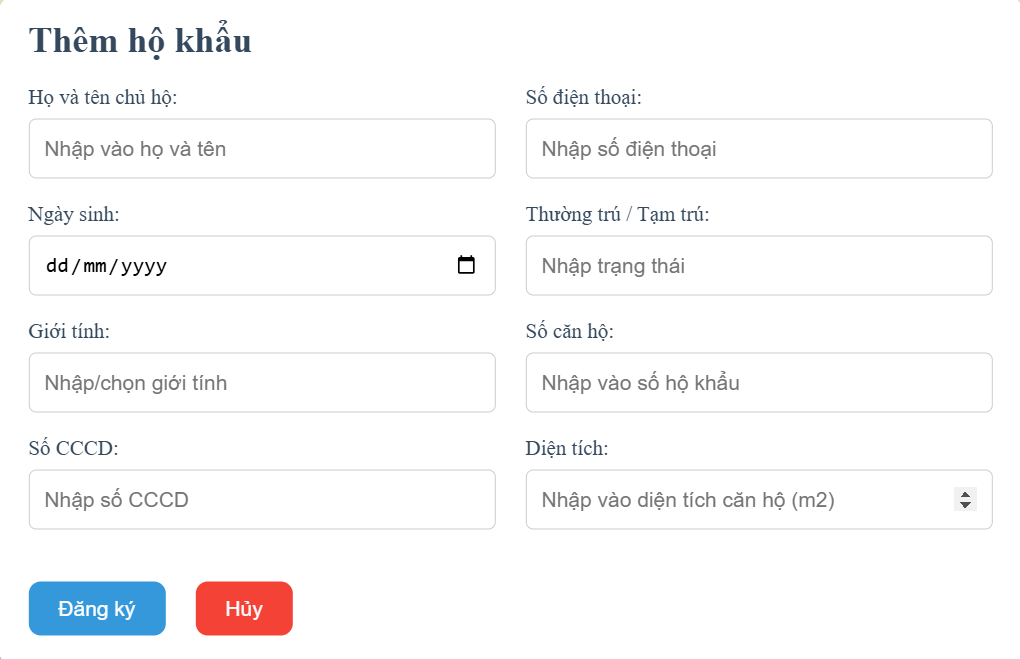 Thêm hộ khẩu
Họ và tên chủ hộ:
Nhập vào họ và tên
Số điện thoại:
Nhập số điện thoại
Ngày sinh:
dd/mm/yyyy
Thường trú / Tạm trú:
Nhập trạng thái
Giới tính:
Nhập/chọn giới tính
Số căn hộ:
Nhập vào số hộ khẩu
Số CCCD:
Nhập số CCCD
Diện tích:
Nhập vào diện tích căn hộ (m2)
Đăng ký
Hủy